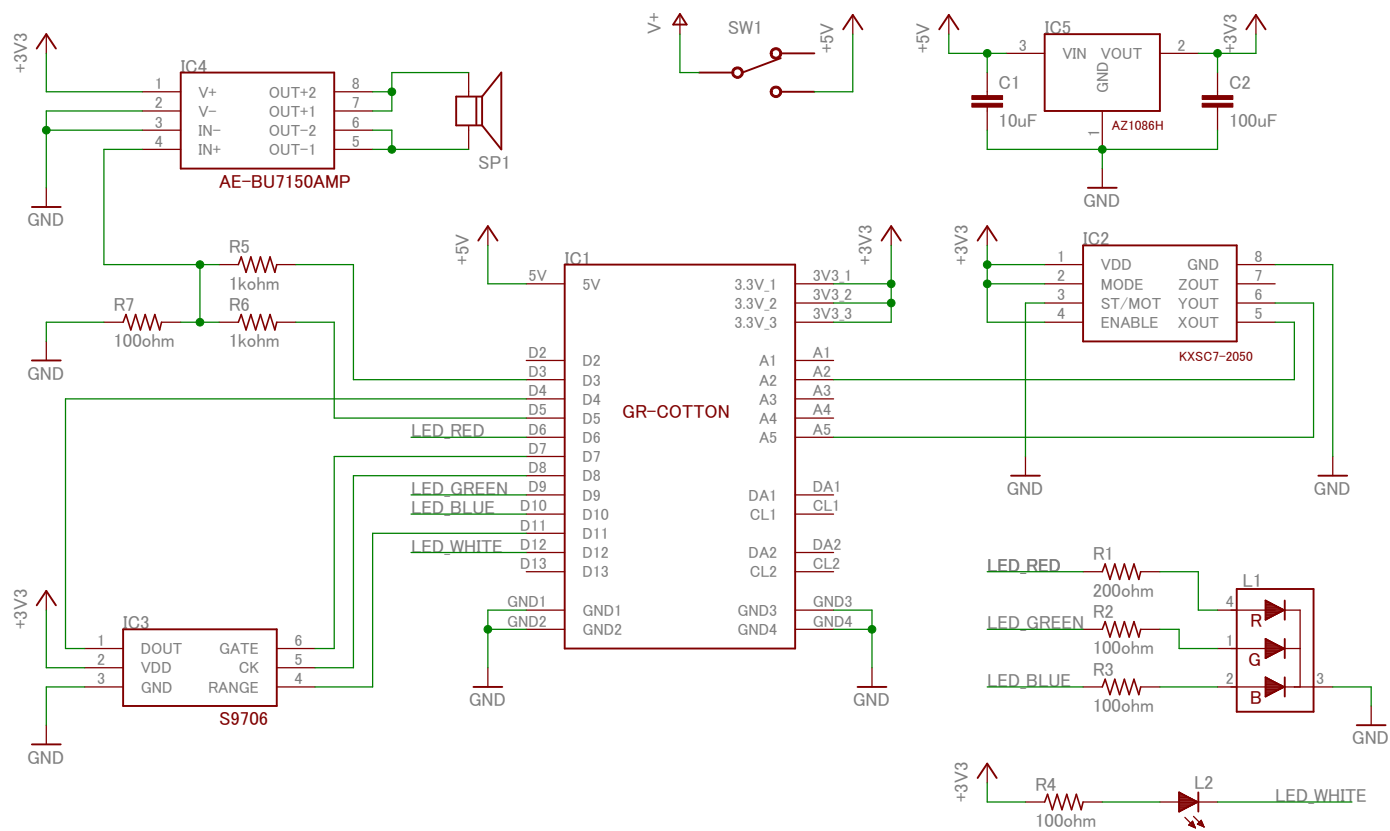 +3V3
IC4
1 V+ OUT+2 8
2 V- OUT+1 7
3 IN- OUT-2 6
4 IN+ OUT-1 5
AE-BU7150AMP
SP1
GND
V+
SW1
+5V
+5V
IC5
+3V3
3 VIN VOUT 2
GND
1
AZ1086H
C1
10uF
C2
100uF
GND
R5
1kohm
R7
100ohm
R6
1kohm
GND
+5V
IC1
+3V3
5V 5V
3.3V_1 3V3_1
3.3V_2 3V3_2
3.3V_3 3V3_3
D2 D2 A1 A1
D3 D3 A2 A2
D4 D4 A3 A3
D5 D5 A4 A4
LED_RED D6 D6 A5 A5
GR-COTTON
D7 D7
D8 D8
LED_GREEN D9 D9 DA1 DA1
LED_BLUE D10 D10 CL1 CL1
D11 D11
LED_WHITE D12 D12 DA2 DA2
D13 D13 CL2 CL2
GND1 GND1 GND3 GND3
GND2 GND2 GND4 GND4
GND
GND
+3V3
IC2
1 VDD GND 8
2 MODE ZOUT 7
3 ST/MOT YOUT 6
4 ENABLE XOUT 5
KXSC7-2050
GND
GND
+3V3
IC3
1 DOUT GATE 6
2 VDD CK 5
3 GND RANGE 4
S9706
GND
LED_RED
R1
200ohm
LED_GREEN
R2
100ohm
LED_BLUE
R3
100ohm
L1
4 R
1 G
2 B 3
GND
+3V3
R4
100ohm
L2
LED_WHITE